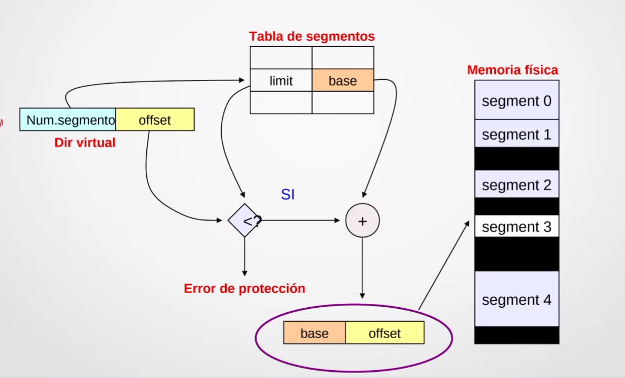 Tabla de segmentos
limit base
Memoria física
segment 0
segment 1
segment 2
segment 3
segment 4
Num.segmento offset
Dir virtual
SI
<?
+
Error de protección
base offset